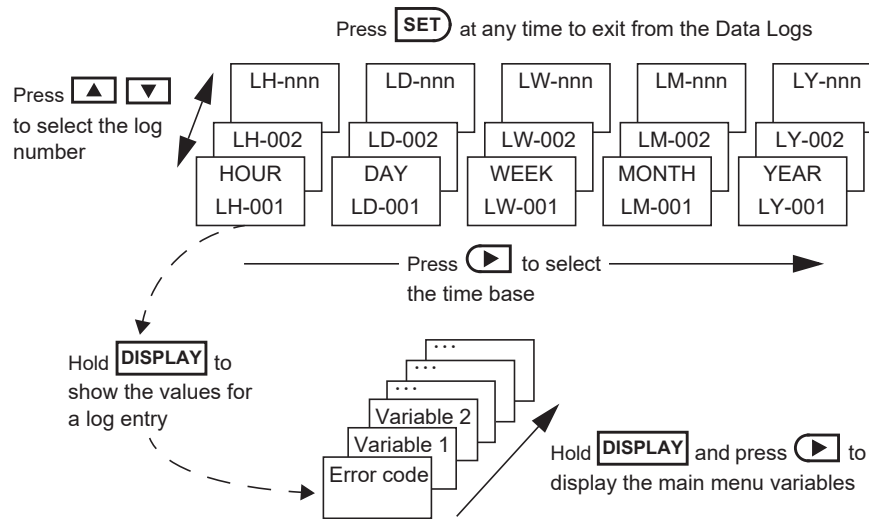 Press SET at any time to exit from the Data Logs
Press ▲ ▼
to select the log
number
LH-nnn LD-nnn LW-nnn LM-nnn LY-nnn
LH-002 LD-002 LW-002 LM-002 LY-002
HOUR DAY WEEK MONTH YEAR
LH-001 LD-001 LW-001 LM-001 LY-001
Press ► to select
the time base
Hold DISPLAY to
show the values for
a log entry
...
...
...
Variable 2
Variable 1
Error code
Hold DISPLAY and press ► to
display the main menu variables